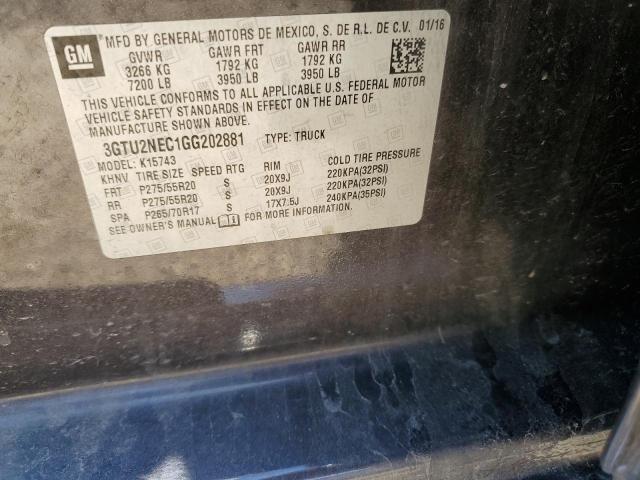 GM MFD BY GENERAL MOTORS DE MEXICO, S. DE R.L. DE C.V. 01/16
GVWR GAWR FRT GAWR RR
3266 KG 1792 KG 1792 KG
7200 LB 3950 LB 3950 LB
THIS VEHICLE CONFORMS TO ALL APPLICABLE U.S. FEDERAL MOTOR
VEHICLE SAFETY STANDARDS IN EFFECT ON THE DATE OF
MANUFACTURE SHOWN ABOVE.
3GTU2NEC1GG202881 TYPE: TRUCK
MODEL: K15743
KHNV TIRE SIZE SPEED RTG RIM COLD TIRE PRESSURE
FRT P275/55R20 S 20X9J 220KPA(32PSI)
RR P275/55R20 S 20X9J 220KPA(32PSI)
SPA P265/70R17 S 17X7.5J 240KPA(35PSI)
SEE OWNER'S MANUAL FOR MORE INFORMATION.